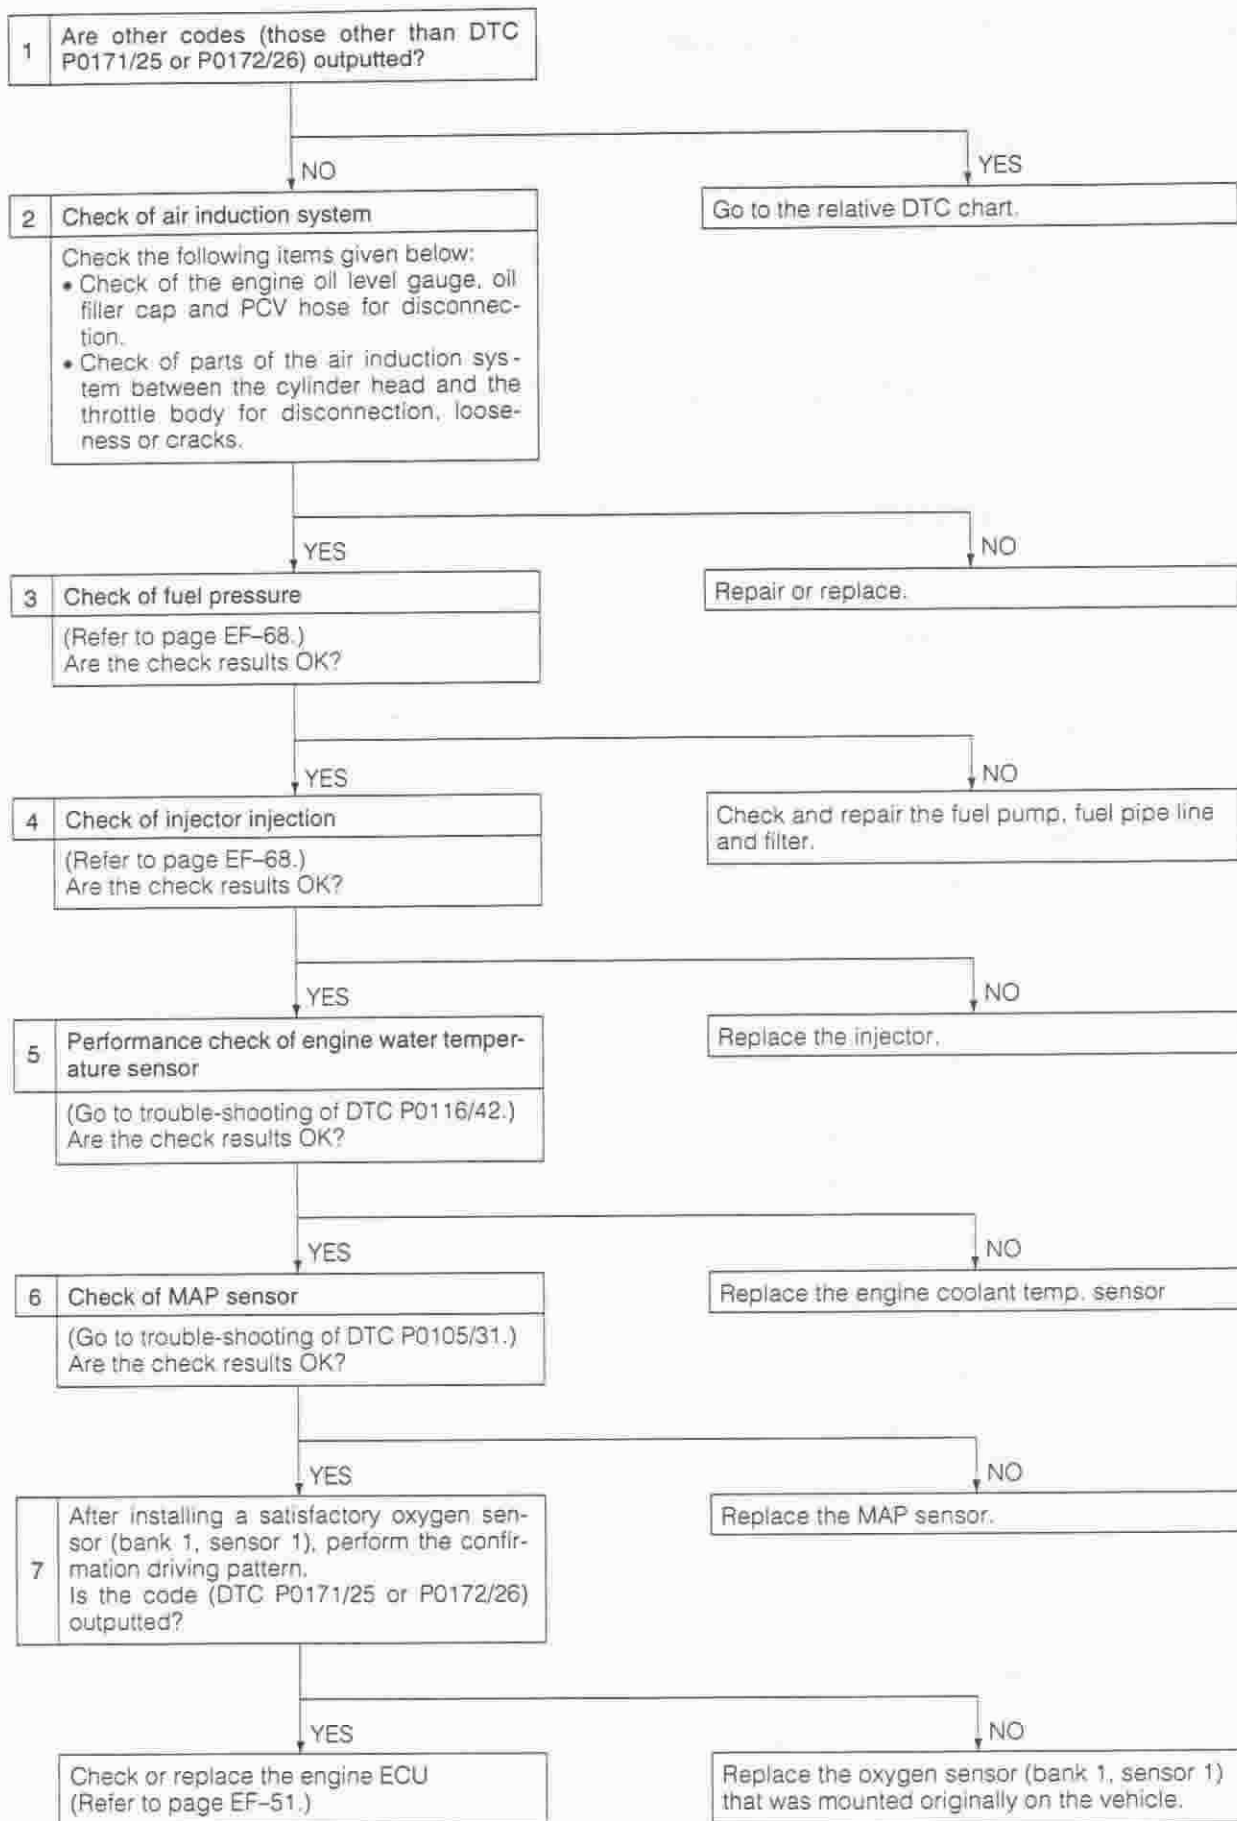 1
Are other codes (those other than DTC
P0171/25 or P0172/26) outputted?
NO
YES
2
Check of air induction system
Go to the relative DTC chart.
Check the following items given below:
• Check of the engine oil level gauge, oil
filler cap and PCV hose for disconnec-
tion.
• Check of parts of the air induction sys-
tem between the cylinder head and the
throttle body for disconnection, loose-
ness or cracks.
YES
NO
3
Check of fuel pressure
Repair or replace.
(Refer to page EF–68.)
Are the check results OK?
YES
NO
4
Check of injector injection
Check and repair the fuel pump, fuel pipe line
and filter.
(Refer to page EF–68.)
Are the check results OK?
YES
NO
5
Performance check of engine water temper-
ature sensor
Replace the injector.
(Go to trouble-shooting of DTC P0116/42.)
Are the check results OK?
YES
NO
6
Check of MAP sensor
Replace the engine coolant temp. sensor
(Go to trouble-shooting of DTC P0105/31.)
Are the check results OK?
YES
NO
7
After installing a satisfactory oxygen sen-
sor (bank 1, sensor 1), perform the confir-
mation driving pattern.
Is the code (DTC P0171/25 or P0172/26)
outputted?
Replace the MAP sensor.
YES
NO
Check or replace the engine ECU
(Refer to page EF–51.)
Replace the oxygen sensor (bank 1, sensor 1)
that was mounted originally on the vehicle.